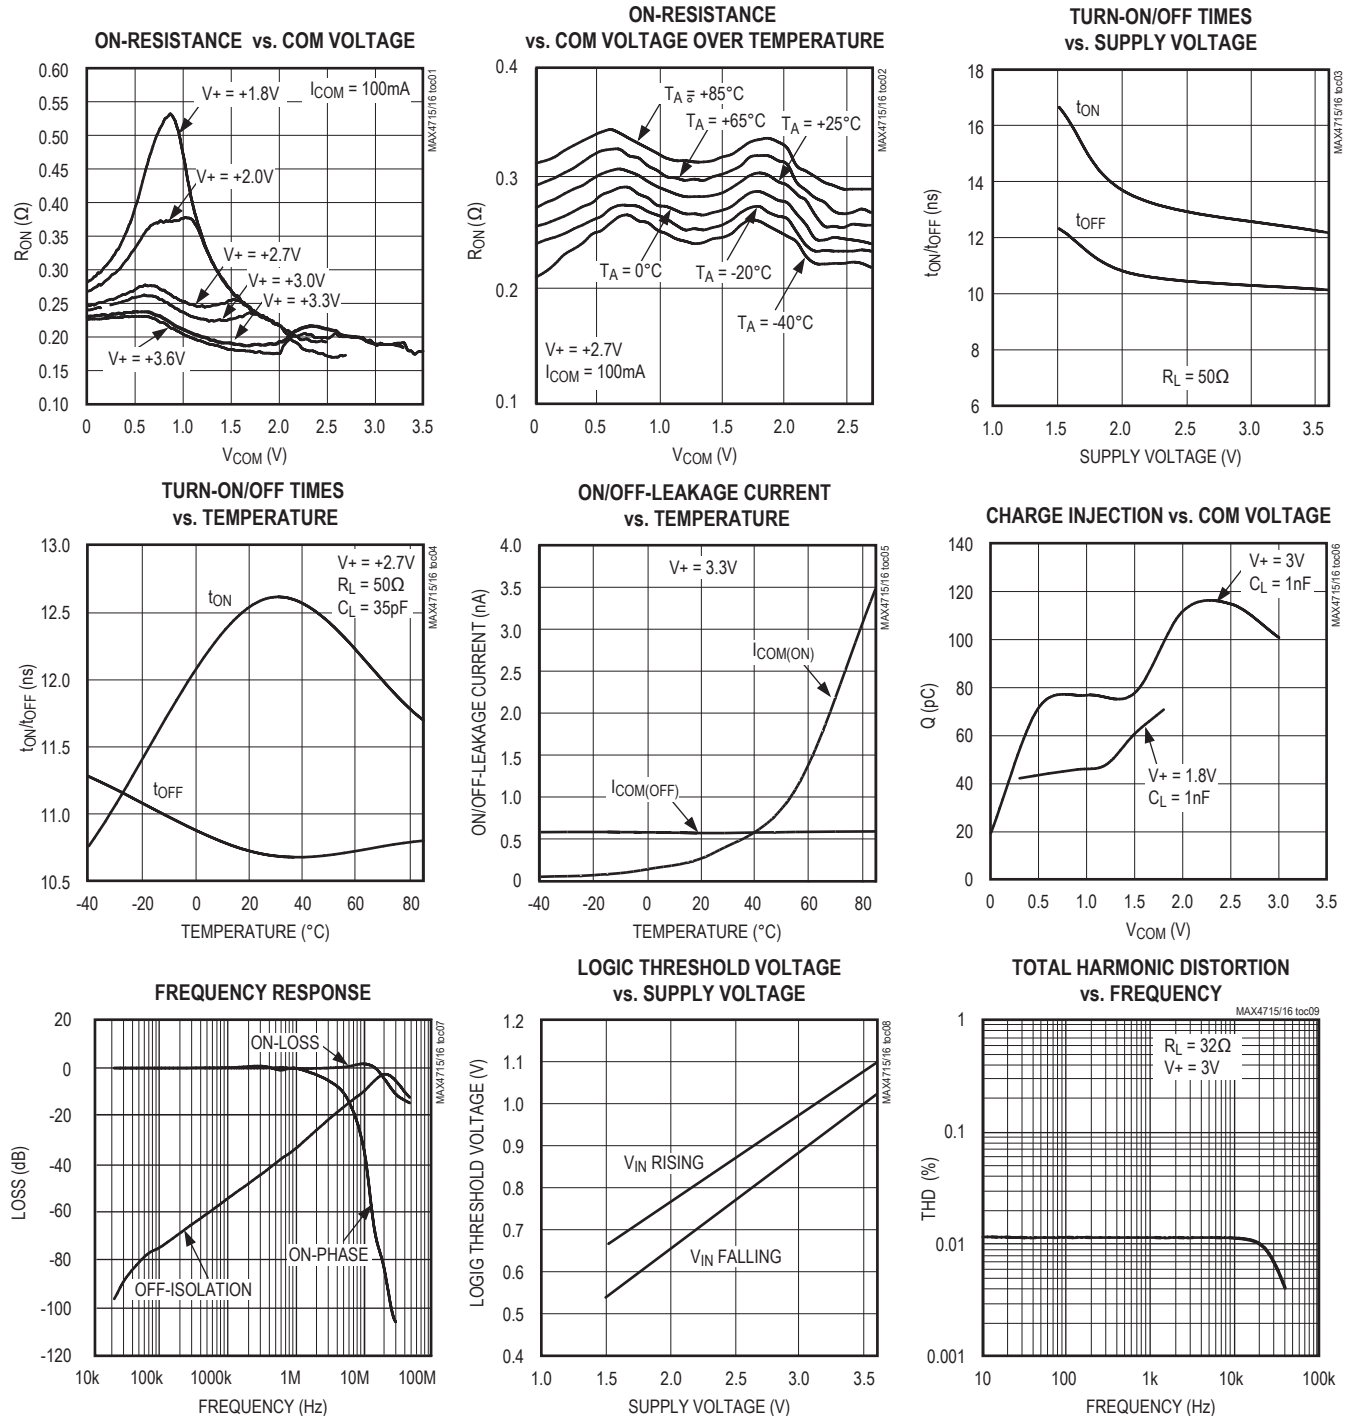 ON-RESISTANCE vs. COM VOLTAGE
MAX4715/16 toc01
0.60
0.55
0.50
0.45
0.40
0.35
0.30
0.25
0.20
0.15
0.10
RON (Ω)
V+ = +1.8V
ICOM = 100mA
V+ = +2.0V
V+ = +2.7V
V+ = +3.0V
V+ = +3.3V
V+ = +3.6V
0 0.5 1.0 1.5 2.0 2.5 3.0 3.5
VCOM (V)
ON-RESISTANCE
vs. COM VOLTAGE OVER TEMPERATURE
MAX4715/16 toc02
0.4
0.3
0.2
0.1
RON (Ω)
TA = +85°C
TA = +65°C
TA = +25°C
TA = 0°C
TA = -20°C
TA = -40°C
V+ = +2.7V
ICOM = 100mA
0 0.5 1.0 1.5 2.0 2.5
VCOM (V)
TURN-ON/OFF TIMES
vs. SUPPLY VOLTAGE
MAX4715/16 toc03
18
16
14
12
10
8
6
tON/tOFF (ns)
tON
tOFF
RL = 50Ω
1.0 1.5 2.0 2.5 3.0 3.5
SUPPLY VOLTAGE (V)
TURN-ON/OFF TIMES
vs. TEMPERATURE
MAX4715/16 toc04
13.0
12.5
12.0
11.5
11.0
10.5
tON/tOFF (ns)
V+ = +2.7V
RL = 50Ω
CL = 35pF
tON
tOFF
-40 -20 0 20 40 60 80
TEMPERATURE (°C)
ON/OFF-LEAKAGE CURRENT
vs. TEMPERATURE
MAX4715/16 toc05
4.0
3.5
3.0
2.5
2.0
1.5
1.0
0.5
0
ON/OFF-LEAKAGE CURRENT (nA)
V+ = 3.3V
ICOM(ON)
ICOM(OFF)
-40 -20 0 20 40 60 80
TEMPERATURE (°C)
CHARGE INJECTION vs. COM VOLTAGE
MAX4715/16 toc06
140
120
100
80
60
40
20
0
Q (pC)
V+ = 3V
CL = 1nF
V+ = 1.8V
CL = 1nF
0 0.5 1.0 1.5 2.0 2.5 3.0 3.5
VCOM (V)
FREQUENCY RESPONSE
MAX4715/16 toc07
20
0
-20
-40
-60
-80
-100
-120
LOSS (dB)
ON-LOSS
ON-PHASE
OFF-ISOLATION
10k 100k 1000k 1M 10M 100M
FREQUENCY (Hz)
LOGIC THRESHOLD VOLTAGE
vs. SUPPLY VOLTAGE
MAX4715/16 toc08
1.2
1.1
1.0
0.9
0.8
0.7
0.6
0.5
0.4
LOGIG THRESHOLD VOLTAGE (V)
VIN RISING
VIN FALLING
1.0 1.5 2.0 2.5 3.0 3.5
SUPPLY VOLTAGE (V)
TOTAL HARMONIC DISTORTION
vs. FREQUENCY
MAX4715/16 toc09
1
0.1
0.01
0.001
THD (%)
RL = 32Ω
V+ = 3V
10 100 1k 10k 100k
FREQUENCY (Hz)